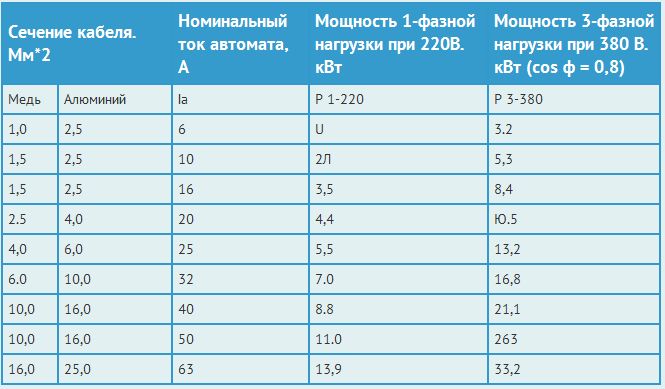 Сечение кабеля. Номинальный Мощность 1-фазной Мощность 3-фазной
Мм*2 ток автомата, нагрузки при 220В. нагрузки при 380 В.
А кВт кВт (cos ф = 0,8)
Медь Алюминий Ia Р 1-220 Р 3-380
1,0 2,5 6 U 3.2
1,5 2,5 10 2Л 5,3
1,5 2,5 16 3,5 8,4
2.5 4,0 20 4,4 Ю.5
4,0 6,0 25 5,5 13,2
6.0 10,0 32 7.0 16,8
10,0 16,0 40 8.8 21,1
10,0 16,0 50 11.0 263
16,0 25,0 63 13,9 33,2